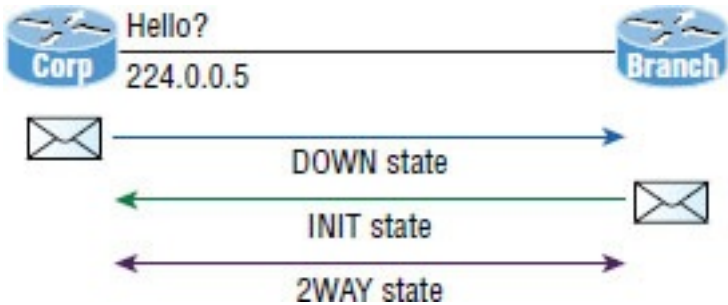 Hello?
Corp
Branch
224.0.0.5
DOWN state
INIT state
2WAY state